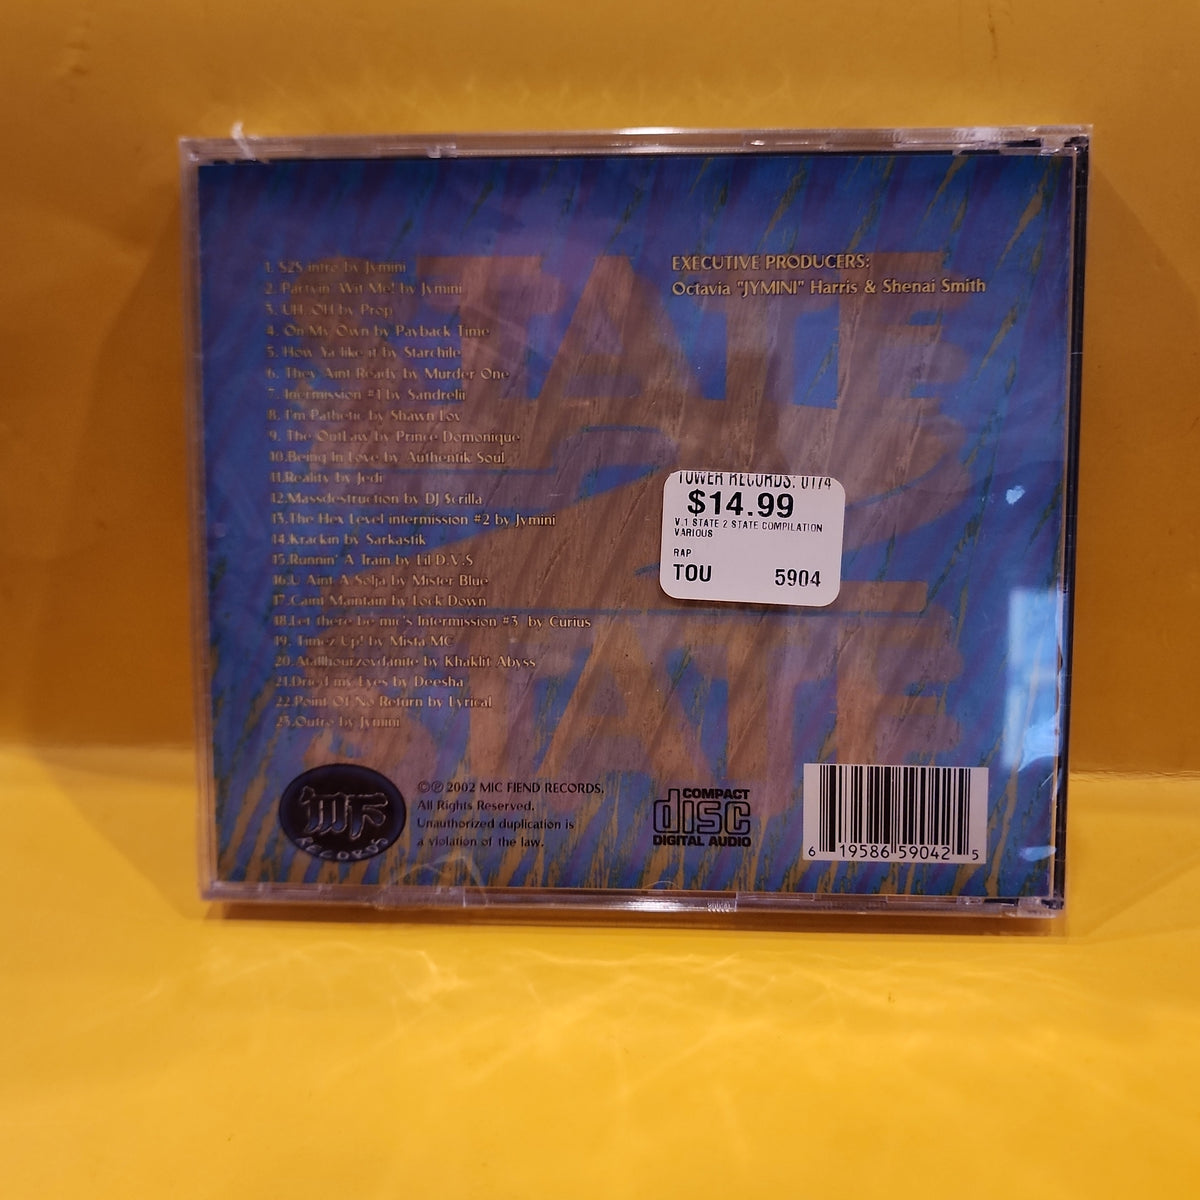 STATE
2
STATE
1. S2S intro by Jymini
2. Partyin' Wit Me! by Jymini
3. UH, OH by Prop
4. On My Own by Payback Time
5. How Ya like it by Starchile
6. They Aint Ready by Murder One
7. Intermission #1 by Sandrelii
8. I'm Pathetic by Shawn Lov
9. The OutLaw by Prince Domonique
10.Being In Love by Authentik Soul
11.Reality by Jedi
12.Massdestruction by DJ Scrilla
13.The Hex Level intermission #2 by Jymini
14.Krackin by Sarkastik
15.Runnin' A Train by Lil D.V.S
16.U Aint A Solja by Mister Blue
17.Caint Maintain by Lock Down
18.Let there be mic's Intermission #3 by Curius
19. Timez Up! by Mista MC
20. Atallhourzovdanite by Khaklit Abyss
21.Dried my Eyes by Deesha
22.Point Of No Return by Lyrical
23.Outro by Jymini
EXECUTIVE PRODUCERS:
Octavia "JYMINI" Harris & Shenai Smith
TOWER RECORDS: 0174
$14.99
V.1 STATE 2 STATE COMPILATION
VARIOUS
RAP
TOU 5904
MF
RECORDS
©℗ 2002 MIC FIEND RECORDS.
All Rights Reserved.
Unauthorized duplication is
a violation of the law.
COMPACT
disc
DIGITAL AUDIO
6 19586 59042 5